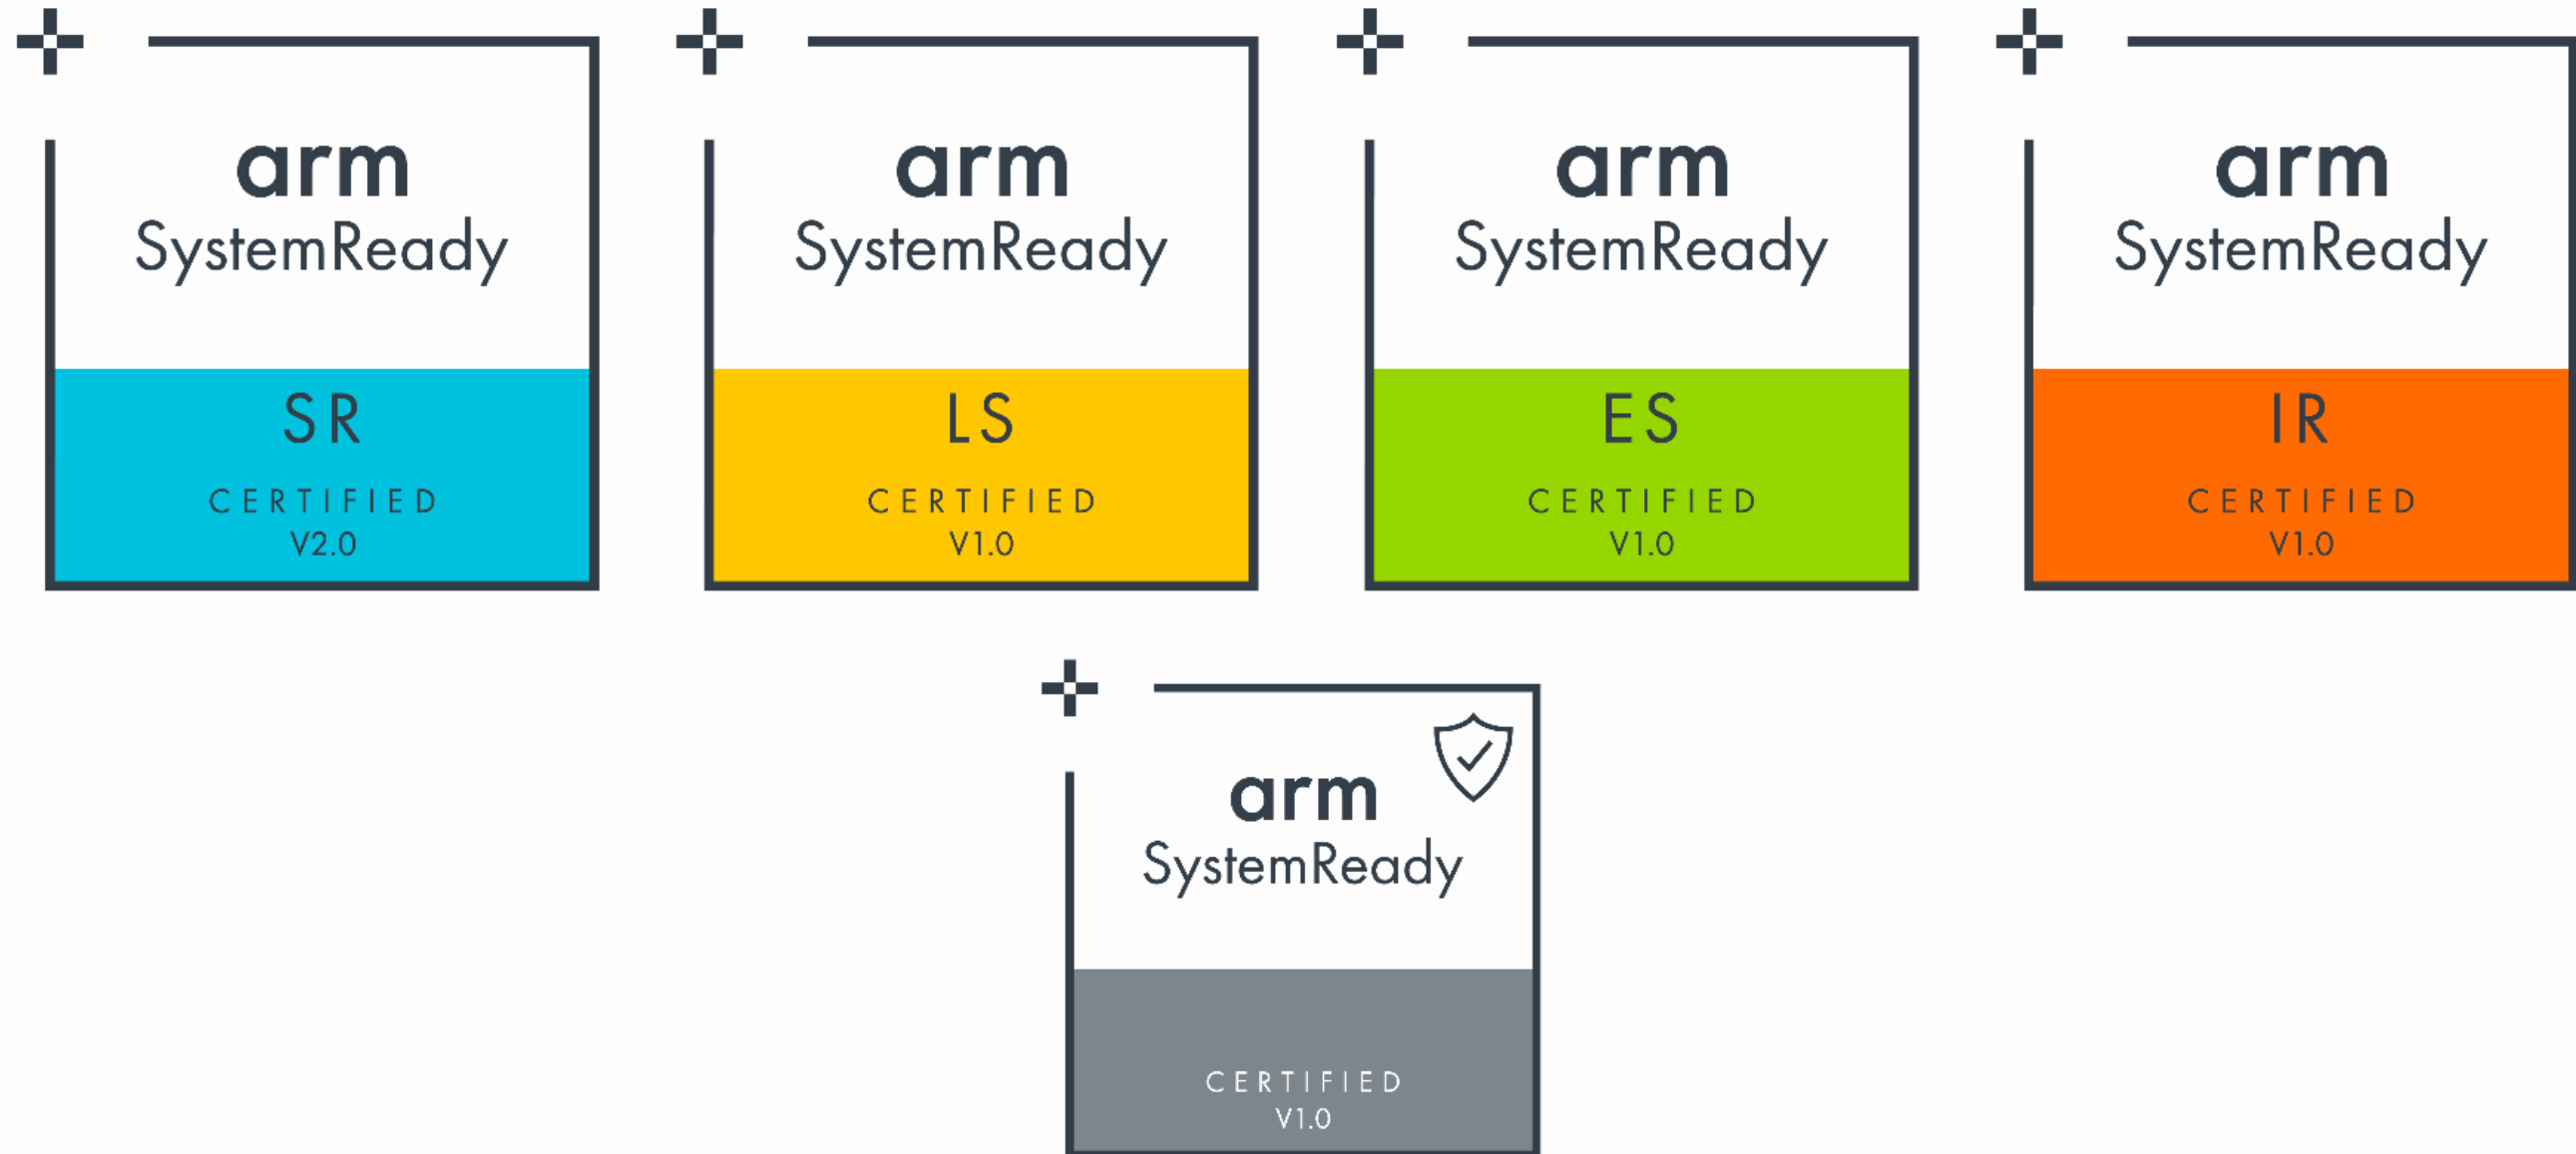 arm
SystemReady
SR
CERTIFIED
V2.0
arm
SystemReady
LS
CERTIFIED
V1.0
arm
SystemReady
ES
CERTIFIED
V1.0
arm
SystemReady
IR
CERTIFIED
V1.0
arm
SystemReady
CERTIFIED
V1.0